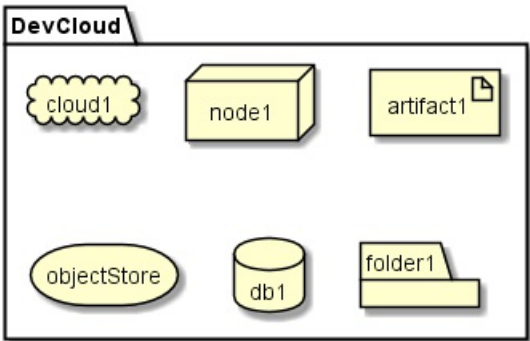 DevCloud
cloud1
node1
artifact1
objectStore
db1
folder1